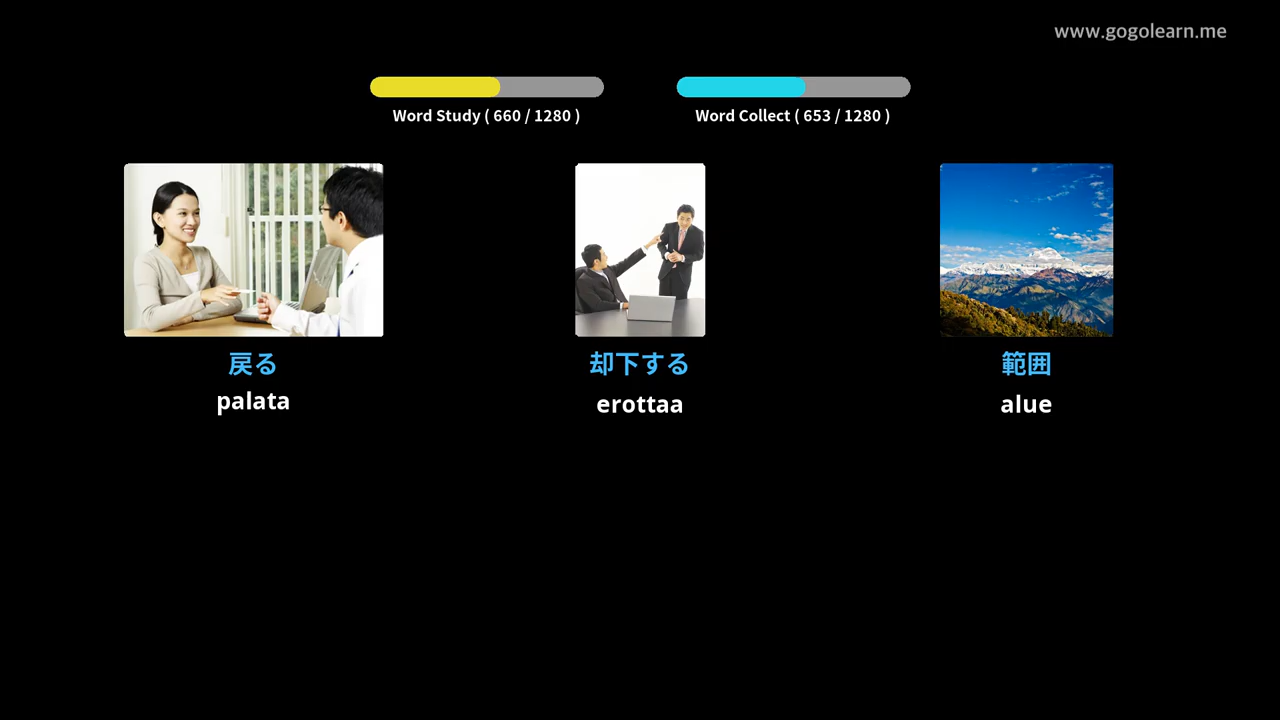 www.gogolearn.me
Word Study ( 660 / 1280 )
Word Collect ( 653 / 1280 )
戻る
却下する
範囲
palata
erottaa
alue